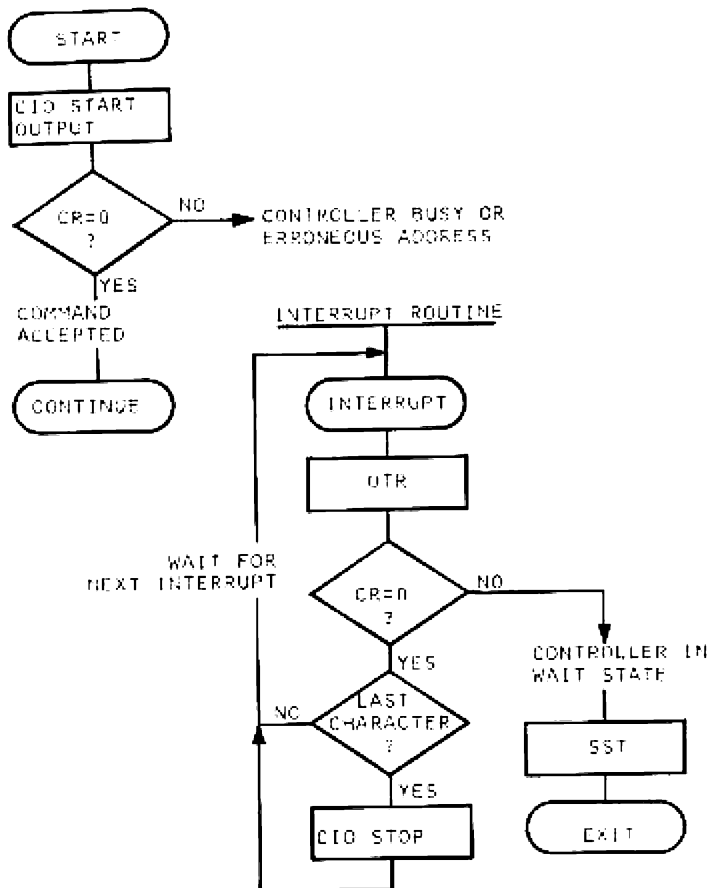 START
CIO START
OUTPUT
CR=0
?
NO
CONTROLLER BUSY OR
ERRONEOUS ADDRESS
YES
COMMAND
ACCEPTED
CONTINUE
INTERRUPT ROUTINE
INTERRUPT
OTR
WAIT FOR
NEXT INTERRUPT
CR=0
?
NO
YES
CONTROLLER IN
WAIT STATE
NO
LAST
CHARACTER
?
YES
SST
CIO STOP
EXIT